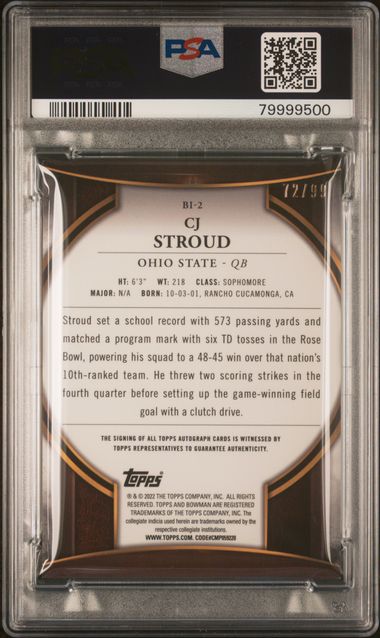 PSA
79999500
72/99
BI-2
CJ
STROUD
OHIO STATE - QB
HT: 6'3" WT: 218 CLASS: SOPHOMORE
MAJOR: N/A BORN: 10-03-01, RANCHO CUCAMONGA, CA
Stroud set a school record with 573 passing yards and
matched a program mark with six TD tosses in the Rose
Bowl, powering his squad to a 48-45 win over that nation's
10th-ranked team. He threw two scoring strikes in the
fourth quarter before setting up the game-winning field
goal with a clutch drive.
THE SIGNING OF ALL TOPPS AUTOGRAPH CARDS IS WITNESSED BY
TOPPS REPRESENTATIVES TO GUARANTEE AUTHENTICITY.
Topps
® & © 2022 THE TOPPS COMPANY, INC. ALL RIGHTS
RESERVED. TOPPS AND BOWMAN ARE REGISTERED
TRADEMARKS OF THE TOPPS COMPANY, INC. The
collegiate indicia used herein are trademarks owned by the
respective collegiate institutions.
WWW.TOPPS.COM. CODE#CMP059220